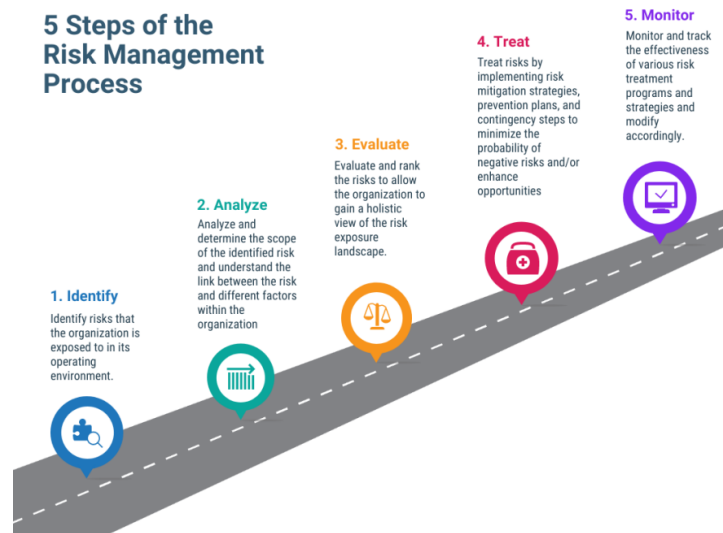 5 Steps of the
Risk Management
Process
1. Identify
Identify risks that
the organization is
exposed to in its
operating
environment.
2. Analyze
Analyze and
determine the scope
of the identified risk
and understand the
link between the risk
and different factors
within the
organization
3. Evaluate
Evaluate and rank
the risks to allow
the organization to
gain a holistic
view of the risk
exposure
landscape.
4. Treat
Treat risks by
implementing risk
mitigation strategies,
prevention plans, and
contingency steps to
minimize the
probability of
negative risks and/or
enhance
opportunities
5. Monitor
Monitor and track
the effectiveness
of various risk
treatment
programs and
strategies and
modify
accordingly.